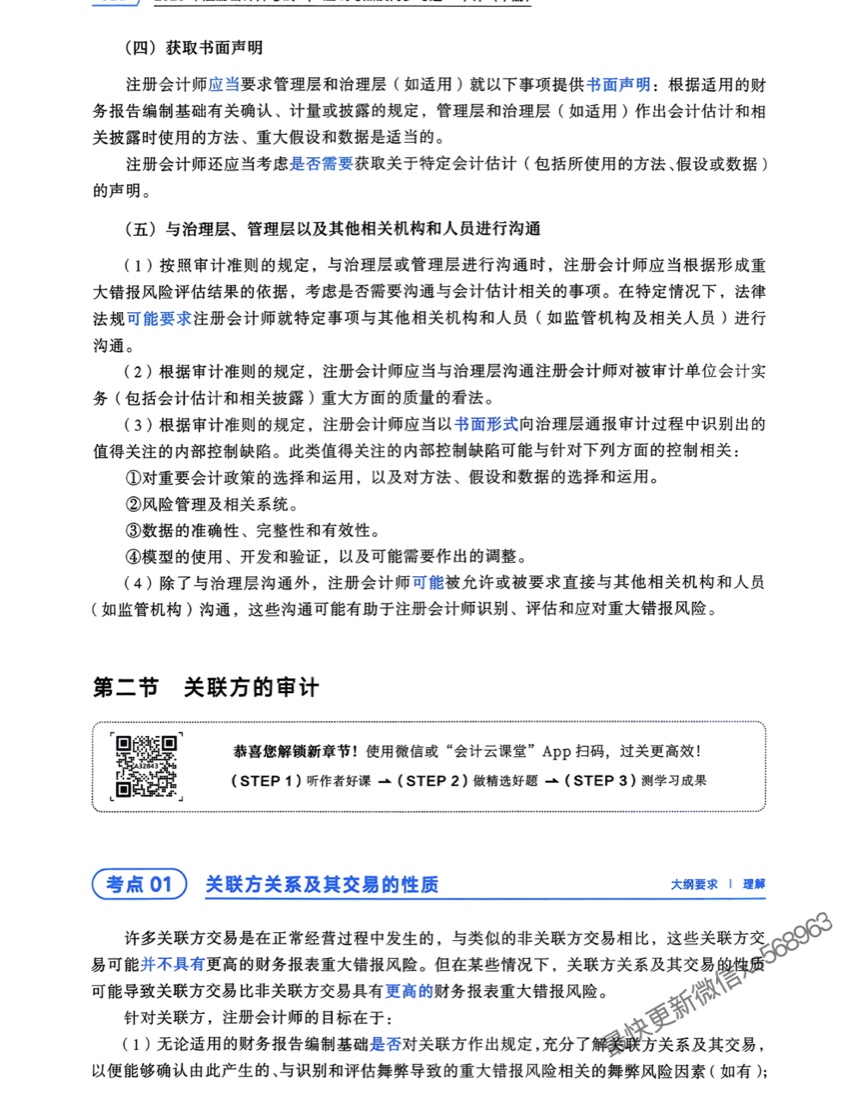 （四）获取书面声明
注册会计师应当要求管理层和治理层（如适用）就以下事项提供书面声明：根据适用的财
务报告编制基础有关确认、计量或披露的规定，管理层和治理层（如适用）作出会计估计和相
关披露时使用的方法、重大假设和数据是适当的。
注册会计师还应当考虑是否需要获取关于特定会计估计（包括所使用的方法、假设或数据）
的声明。
（五）与治理层、管理层以及其他相关机构和人员进行沟通
（1）按照审计准则的规定，与治理层或管理层进行沟通时，注册会计师应当根据形成重
大错报风险评估结果的依据，考虑是否需要沟通与会计估计相关的事项。在特定情况下，法律
法规可能要求注册会计师就特定事项与其他相关机构和人员（如监管机构及相关人员）进行
沟通。
（2）根据审计准则的规定，注册会计师应当与治理层沟通注册会计师对被审计单位会计实
务（包括会计估计和相关披露）重大方面的质量的看法。
（3）根据审计准则的规定，注册会计师应当以书面形式向治理层通报审计过程中识别出的
值得关注的内部控制缺陷。此类值得关注的内部控制缺陷可能与针对下列方面的控制相关：
①对重要会计政策的选择和运用，以及对方法、假设和数据的选择和运用。
②风险管理及相关系统。
③数据的准确性、完整性和有效性。
④模型的使用、开发和验证，以及可能需要作出的调整。
（4）除了与治理层沟通外，注册会计师可能被允许或被要求直接与其他相关机构和人员
（如监管机构）沟通，这些沟通可能有助于注册会计师识别、评估和应对重大错报风险。
第二节 关联方的审计
恭喜您解锁新章节！使用微信或“会计云课堂”App 扫码，过关更高效！
（STEP 1）听作者好课 ⇀（STEP 2）做精选好题 ⇀（STEP 3）测学习成果
考点 01 关联方关系及其交易的性质 大纲要求 | 理解
许多关联方交易是在正常经营过程中发生的，与类似的非关联方交易相比，这些关联方交
易可能并不具有更高的财务报表重大错报风险。但在某些情况下，关联方关系及其交易的性质
可能导致关联方交易比非关联方交易具有更高的财务报表重大错报风险。
针对关联方，注册会计师的目标在于：
（1）无论适用的财务报告编制基础是否对关联方作出规定，充分了解关联方关系及其交易，
以便能够确认由此产生的、与识别和评估舞弊导致的重大错报风险相关的舞弊风险因素（如有）；
最快更新微信
568963